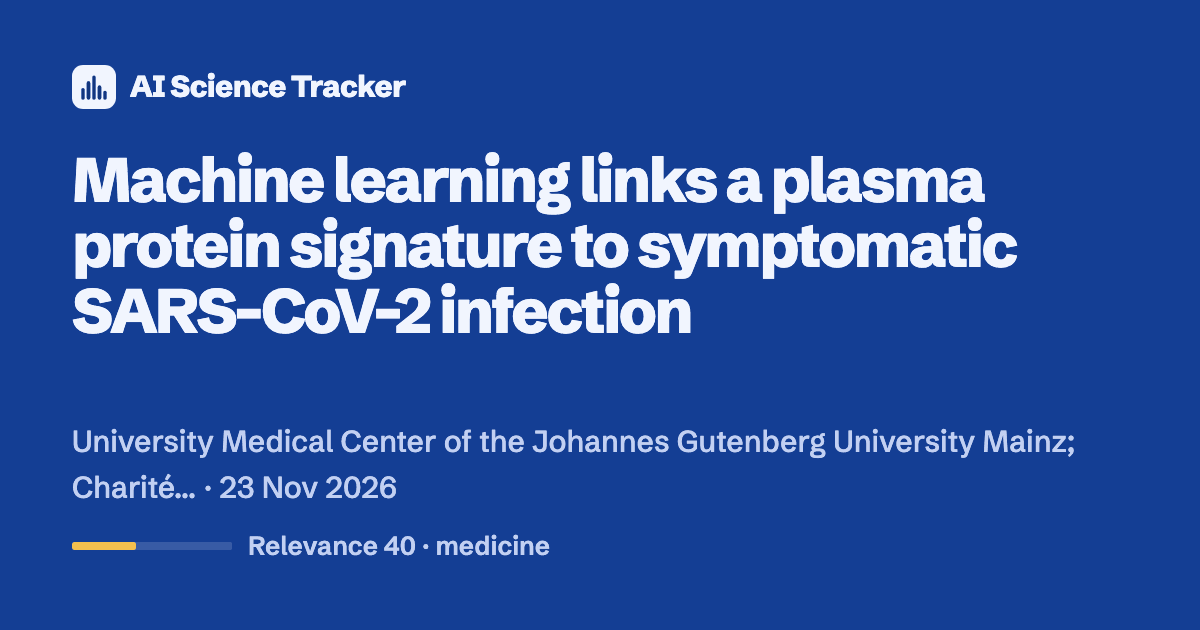 AI Science Tracker
Machine learning links a plasma
protein signature to symptomatic
SARS-CoV-2 infection
University Medical Center of the Johannes Gutenberg University Mainz;
Charité... · 23 Nov 2026
Relevance 40 · medicine